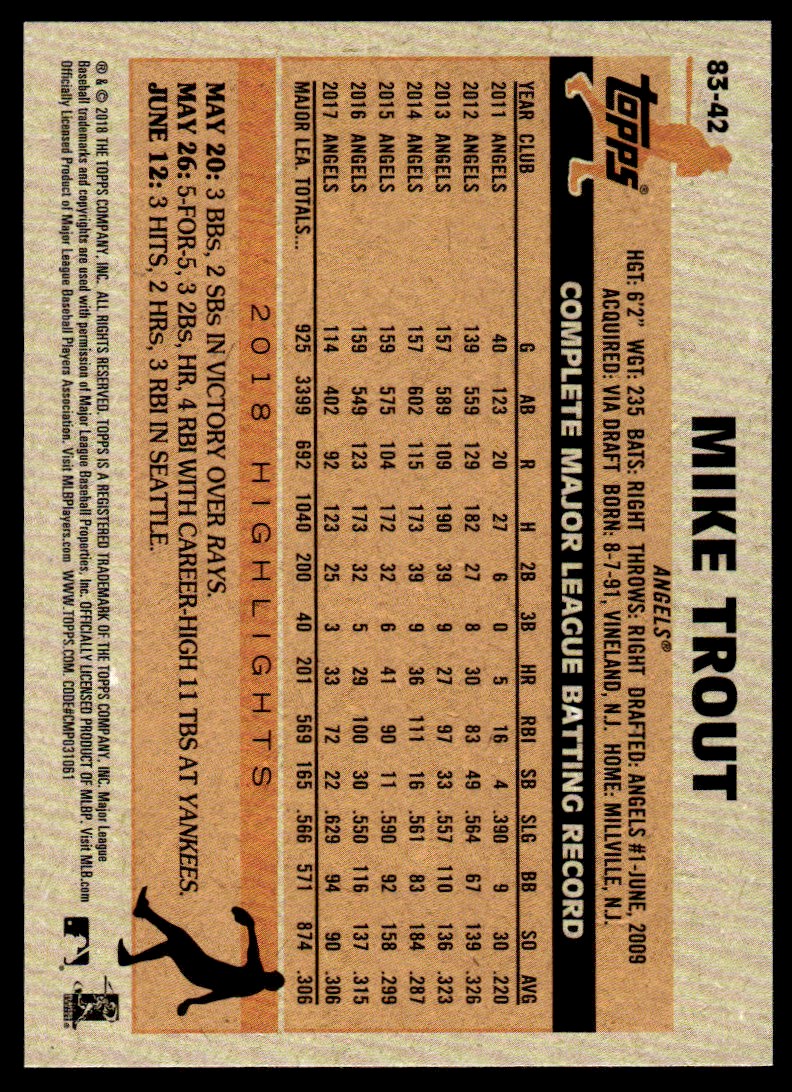 83-42
MIKE TROUT
ANGELS®
topps®
HGT: 6'2" WGT: 235 BATS: RIGHT THROWS: RIGHT DRAFTED: ANGELS #1-JUNE, 2009
ACQUIRED: VIA DRAFT BORN: 8-7-91, VINELAND, N.J. HOME: MILLVILLE, N.J.
COMPLETE MAJOR LEAGUE BATTING RECORD
YEAR CLUB G AB R H 2B 3B HR RBI SB SLG BB SO AVG
2011 ANGELS 40 123 20 27 6 0 5 16 4 .390 9 30 .220
2012 ANGELS 139 559 129 182 27 8 30 83 49 .564 67 139 .326
2013 ANGELS 157 589 109 190 39 9 27 97 33 .557 110 136 .323
2014 ANGELS 157 602 115 173 39 9 36 111 16 .561 83 184 .287
2015 ANGELS 159 575 104 172 32 6 41 90 11 .590 92 158 .299
2016 ANGELS 159 549 123 173 32 5 29 100 30 .550 116 137 .315
2017 ANGELS 114 402 92 123 25 3 33 72 22 .629 94 90 .306
MAJOR LEA. TOTALS... 925 3399 692 1040 200 40 201 569 165 .566 571 874 .306
2018 HIGHLIGHTS
MAY 20: 3 BBs, 2 SBs IN VICTORY OVER RAYS.
MAY 26: 5-FOR-5, 3 2Bs, HR, 4 RBI WITH CAREER-HIGH 11 TBS AT YANKEES.
JUNE 12: 3 HITS, 2 HRs, 3 RBI IN SEATTLE.
® & © 2018 THE TOPPS COMPANY, INC. ALL RIGHTS RESERVED. TOPPS IS A REGISTERED TRADEMARK OF THE TOPPS COMPANY, INC. Major League
Baseball trademarks and copyrights are used with permission of Major League Baseball Properties, Inc. OFFICIALLY LICENSED PRODUCT OF MLBP. Visit MLB.com
Officially Licensed Product of Major League Baseball Players Association. Visit MLBPlayers.com WWW.TOPPS.COM CODE#CMP031061